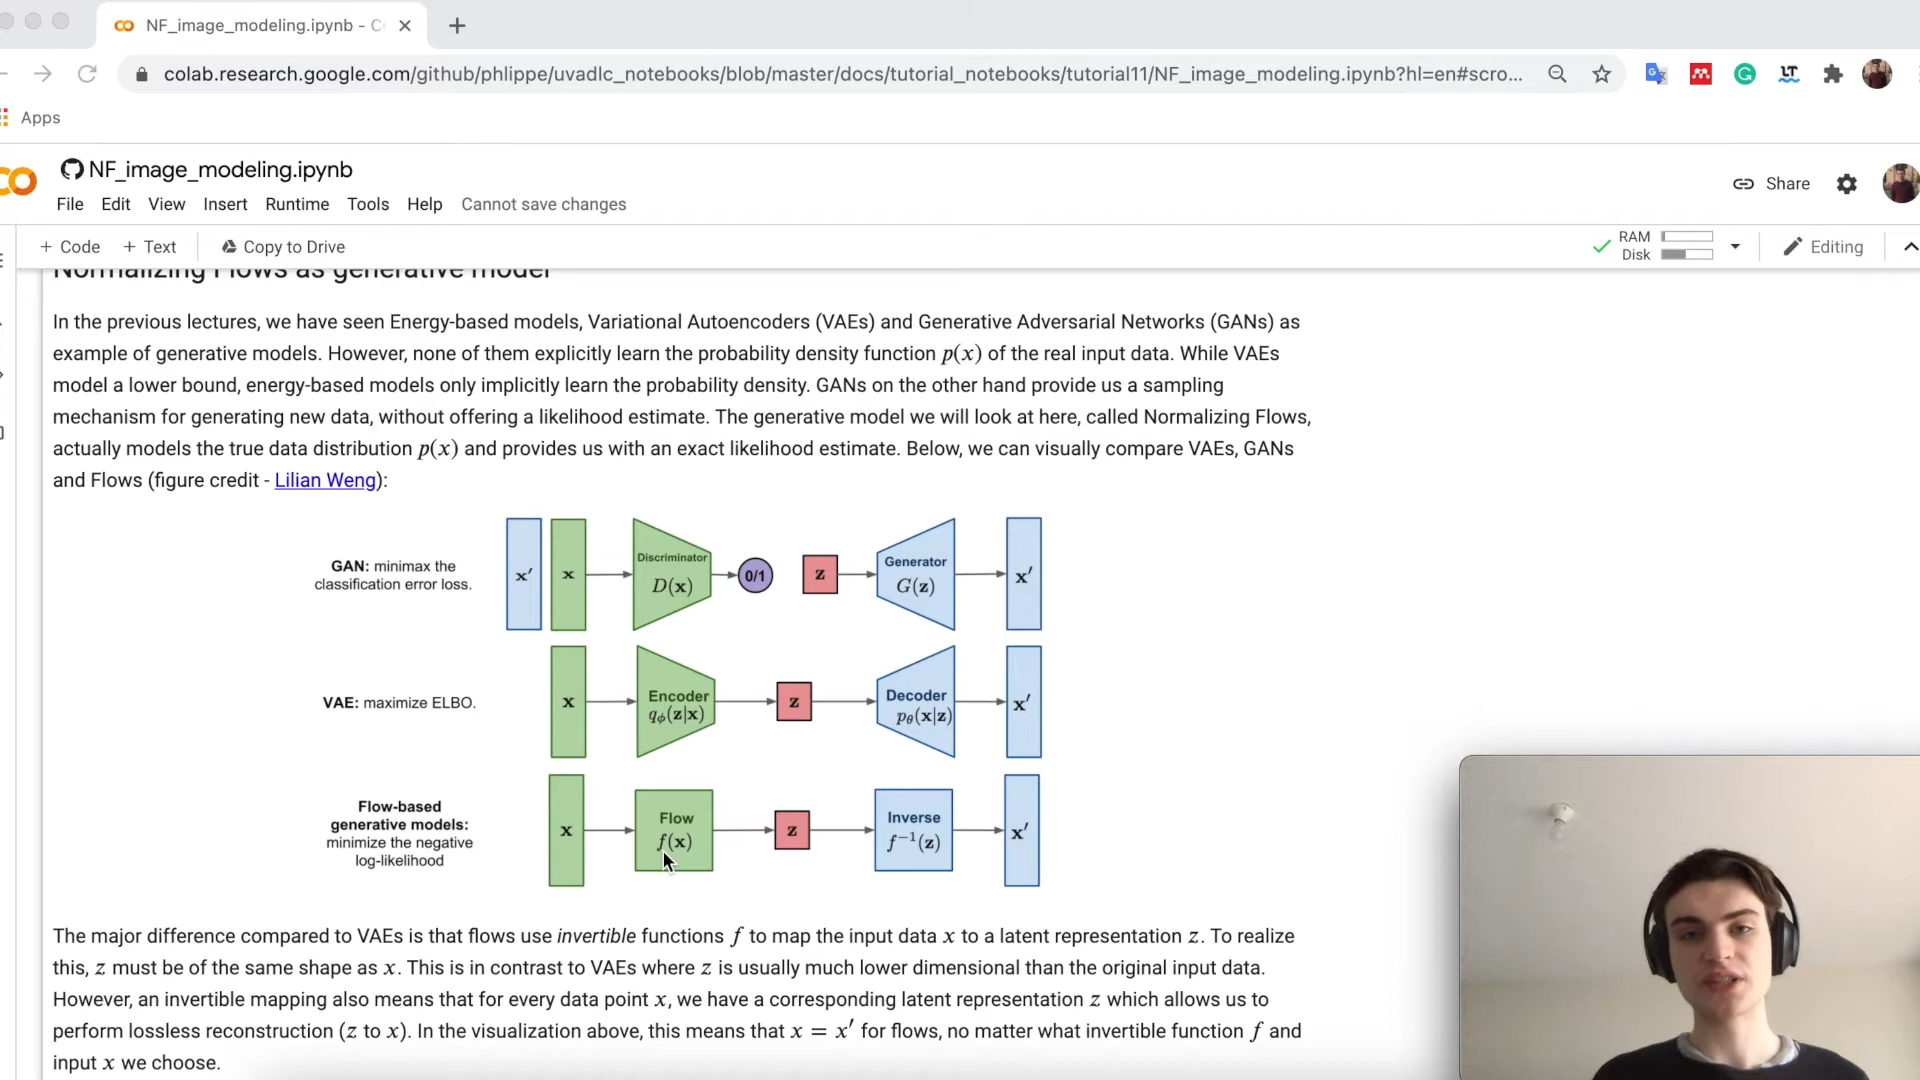 NF_image_modeling.ipynb - Co
colab.research.google.com/github/phlippe/uvadlc_notebooks/blob/master/docs/tutorial_notebooks/tutorial11/NF_image_modeling.ipynb?hl=en#scro...
Apps
NF_image_modeling.ipynb
Share
File Edit View Insert Runtime Tools Help Cannot save changes
+ Code + Text Copy to Drive
RAM
Disk
Editing
Normalizing Flows as generative model
In the previous lectures, we have seen Energy-based models, Variational Autoencoders (VAEs) and Generative Adversarial Networks (GANs) as
example of generative models. However, none of them explicitly learn the probability density function p(x) of the real input data. While VAEs
model a lower bound, energy-based models only implicitly learn the probability density. GANs on the other hand provide us a sampling
mechanism for generating new data, without offering a likelihood estimate. The generative model we will look at here, called Normalizing Flows,
actually models the true data distribution p(x) and provides us with an exact likelihood estimate. Below, we can visually compare VAEs, GANs
and Flows (figure credit - Lilian Weng):
GAN: minimax the
classification error loss.
x′ x
Discriminator
D(x)
0/1
z
Generator
G(z)
x′
VAE: maximize ELBO.
x
Encoder
qϕ(z|x)
z
Decoder
pθ(x|z)
x′
Flow-based
generative models:
minimize the negative
log-likelihood
x
Flow
f(x)
z
Inverse
f⁻¹(z)
x′
The major difference compared to VAEs is that flows use invertible functions f to map the input data x to a latent representation z. To realize
this, z must be of the same shape as x. This is in contrast to VAEs where z is usually much lower dimensional than the original input data.
However, an invertible mapping also means that for every data point x, we have a corresponding latent representation z which allows us to
perform lossless reconstruction (z to x). In the visualization above, this means that x = x′ for flows, no matter what invertible function f and
input x we choose.